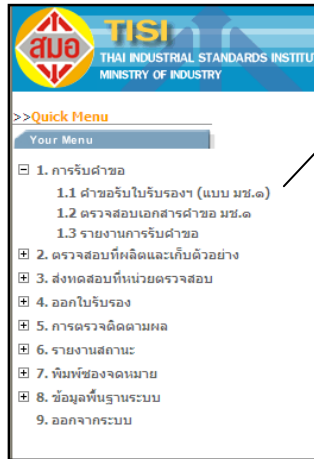 สมอ
TISI
THAI INDUSTRIAL STANDARDS INSTITU
MINISTRY OF INDUSTRY
>>Quick Menu
Your Menu
1. การรับคำขอ
1.1 คำขอรับใบรับรองฯ (แบบ มช.๑)
1.2 ตรวจสอบเอกสารคำขอ มช.๑
1.3 รายงานการรับคำขอ
2. ตรวจสอบที่ผลิตและเก็บตัวอย่าง
3. ส่งทดสอบที่หน่วยตรวจสอบ
4. ออกใบรับรอง
5. การตรวจติดตามผล
6. รายงานสถานะ
7. พิมพ์ซองจดหมาย
8. ข้อมูลพื้นฐานระบบ
9. ออกจากระบบ